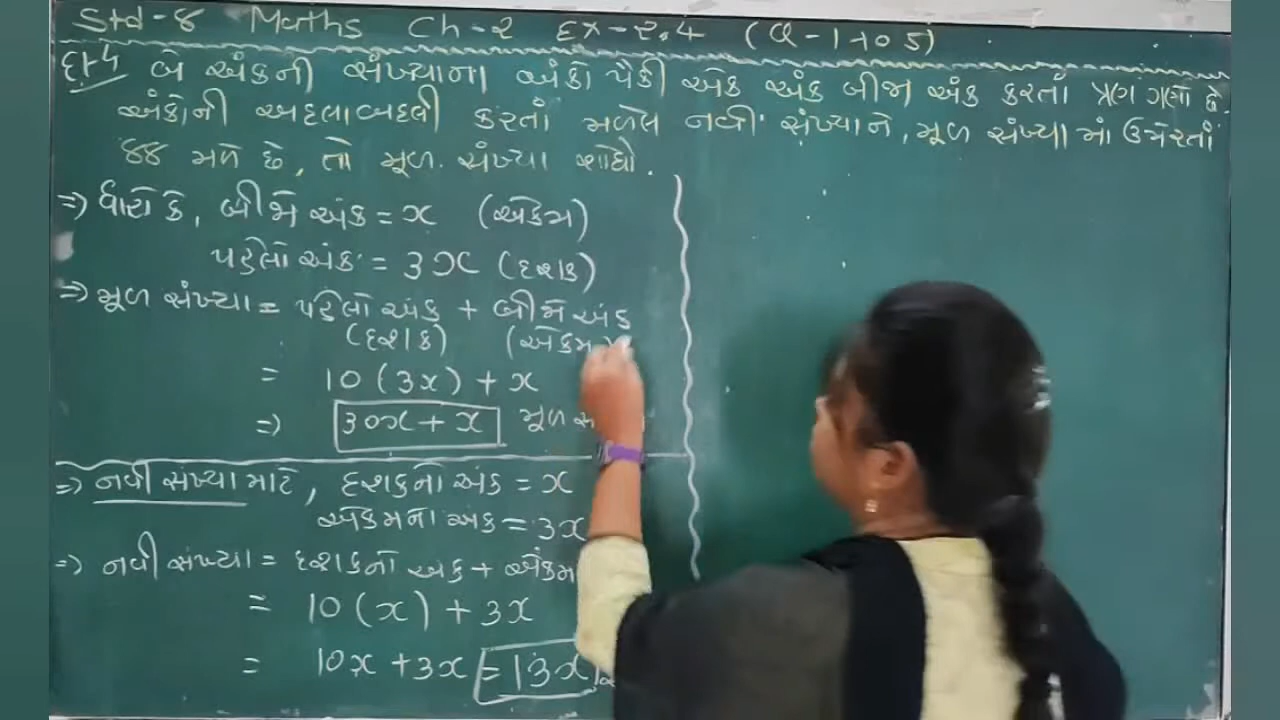 Std-8 Maths Ch-2 Ex-2.4 (Q-1 to 5)
દા-4 બે અંકની સંખ્યાના અંકો પૈકી એક અંક બીજા અંક કરતાં ત્રણ ગણો છે.
અંકોની અદલાબદલી કરતાં મળેલ નવી સંખ્યાને, મૂળ સંખ્યા માં ઉમેરતાં
88 મળે છે, તો મૂળ સંખ્યા શોધો.
⇒ ધારો કે, બીજો અંક = x (એકમ)
પહેલો અંક = 3x (દશક)
⇒ મૂળ સંખ્યા = પહેલો અંક + બીજો અંક
(દશક) (એકમ
= 10 (3x) + x
⇒ 30x + x મૂળ
⇒ નવી સંખ્યા માટે, દશકનો અંક = x
એકમનો અંક = 3x
⇒ નવી સંખ્યા = દશકનો અંક + એકમ
= 10 (x) + 3x
= 10x + 3x = 13x